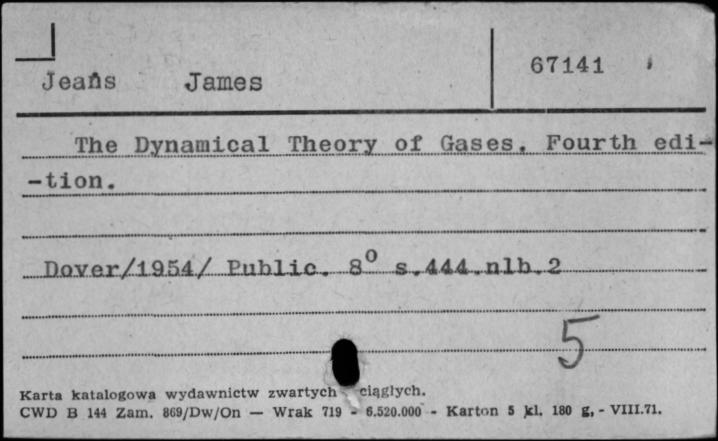 Jeans James 67141
The Dynamical Theory of Gases. Fourth edi-
-tion.
Dover/1954/ Public. 8º s.444.nlb.2
5
Karta katalogowa wydawnictw zwartych ciągłych.
CWD B 144 Zam. 869/Dw/On — Wrak 719 - 6.520.000 - Karton 5 kl. 180 g, - VIII.71.